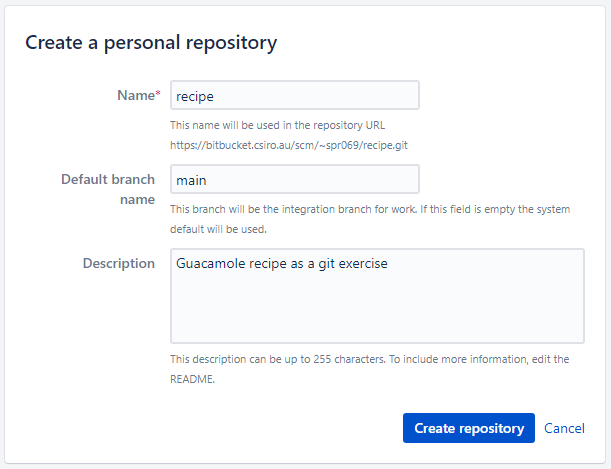 Create a personal repository
Name* recipe
This name will be used in the repository URL
https://bitbucket.csiro.au/scm/~spr069/recipe.git
Default branch name main
This branch will be the integration branch for work. If this field is empty the system
default will be used.
Description Guacamole recipe as a git exercise
This description can be up to 255 characters. To include more information, edit the
README.
Create repository Cancel